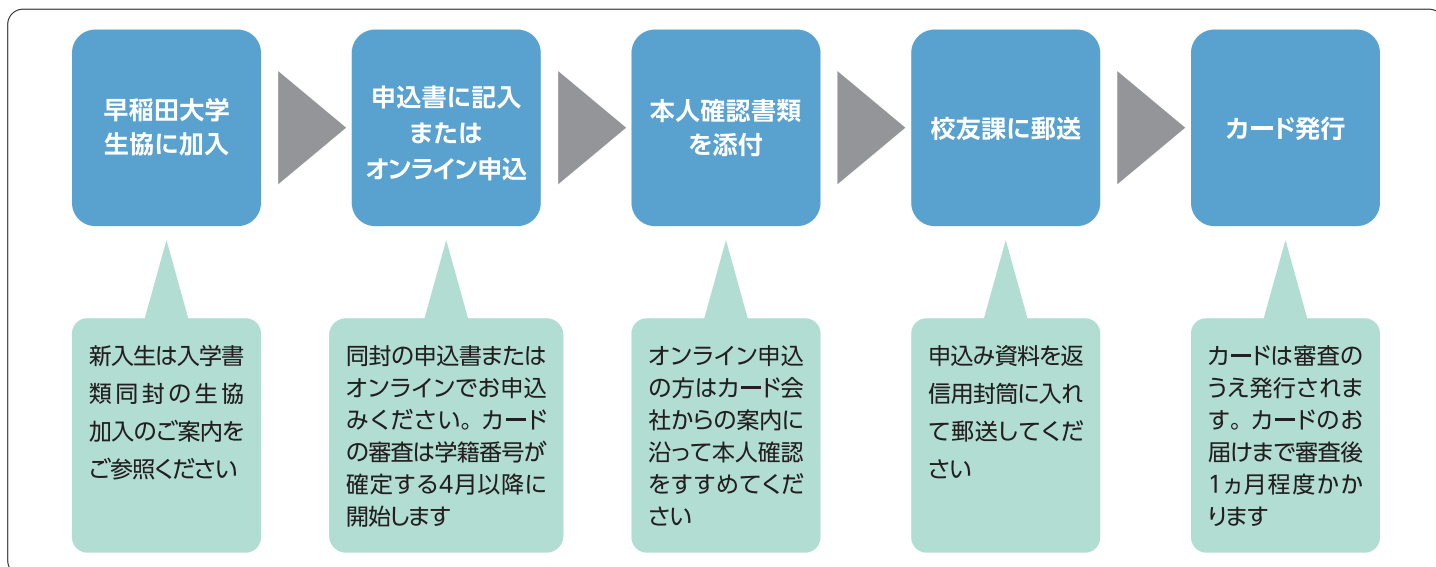 早稲田大学
生協に加入
申込書に記入
または
オンライン申込
本人確認書類
を添付
校友課に郵送
カード発行
新入生は入学書
類同封の生協
加入のご案内を
ご参照ください
同封の申込書または
オンラインでお申込
みください。カード
の審査は学籍番号が
確定する4月以降に
開始します
オンライン申込
の方はカード会
社からの案内に
沿って本人確認
をすすめてくだ
さい
申込み資料を返
信用封筒に入れ
て郵送してくだ
さい
カードは審査の
うえ発行されま
す。カードのお
届けまで審査後
1ヵ月程度かか
ります